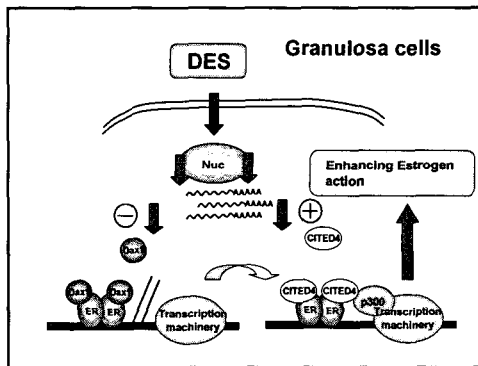 Granulosa cells
DES
Nuc
Enhancing Estrogen
action
−
+
Dax1
CITED4
Dax1
Dax1
ER
ER
Transcription
machinery
CITED4
CITED4
p300
ER
ER
Transcription
machinery